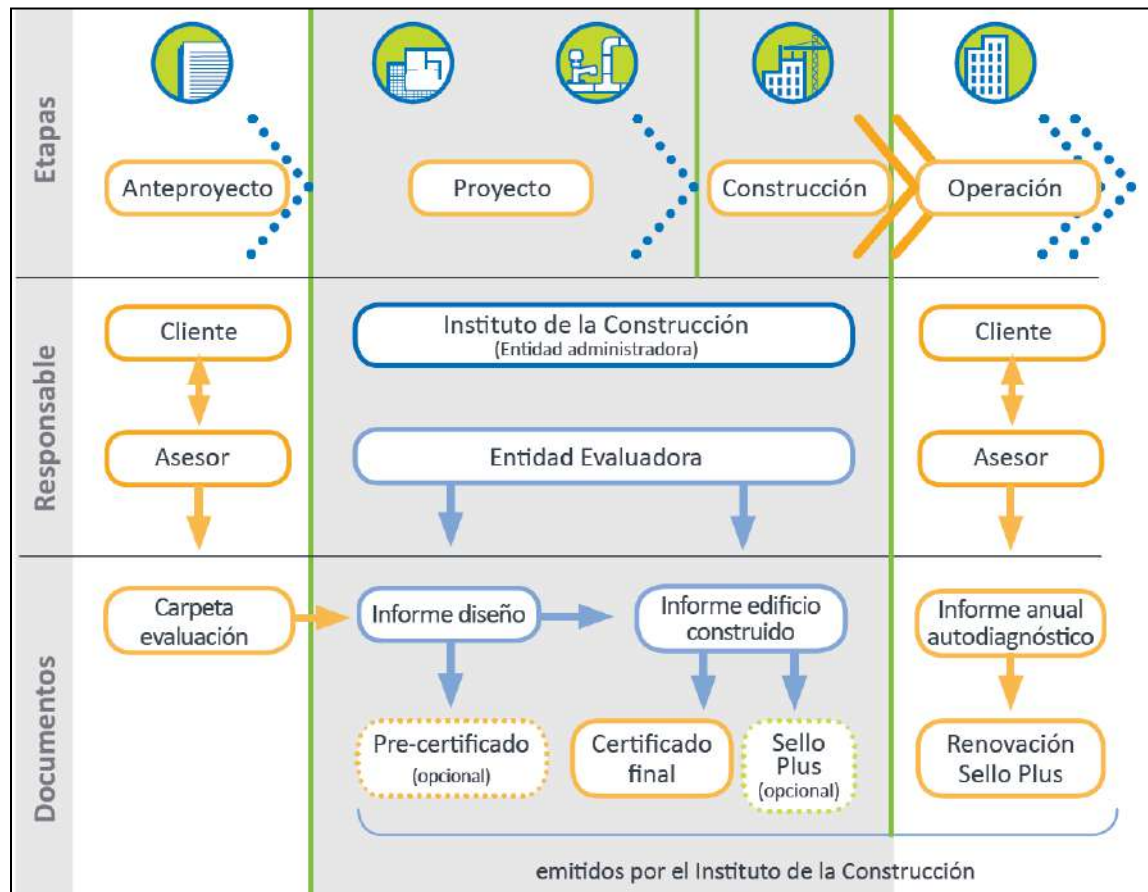 Etapas
Anteproyecto
Proyecto
Construcción
Operación
Responsable
Cliente
Instituto de la Construcción
(Entidad administradora)
Cliente
Asesor
Entidad Evaluadora
Asesor
Documentos
Carpeta
evaluación
Informe diseño
Informe edificio
construido
Informe anual
autodiagnóstico
Pre-certificado
(opcional)
Certificado
final
Sello
Plus
(opcional)
Renovación
Sello Plus
emitidos por el Instituto de la Construcción